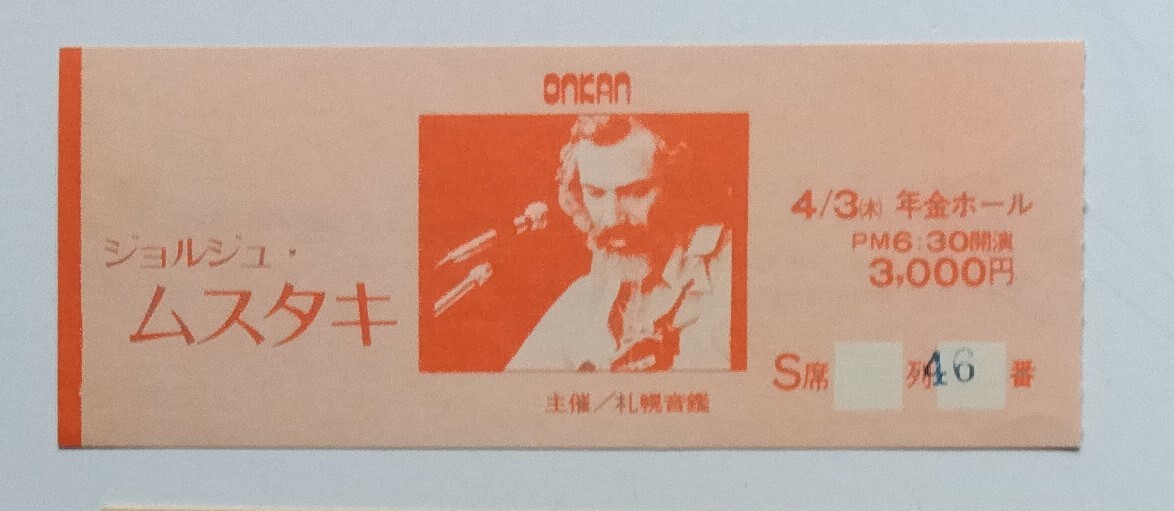 ONKAN
ジョルジュ・
ムスタキ
4/3㈭ 年金ホール
PM6:30開演
3,000円
S席 列46番
主催/札幌音鑑